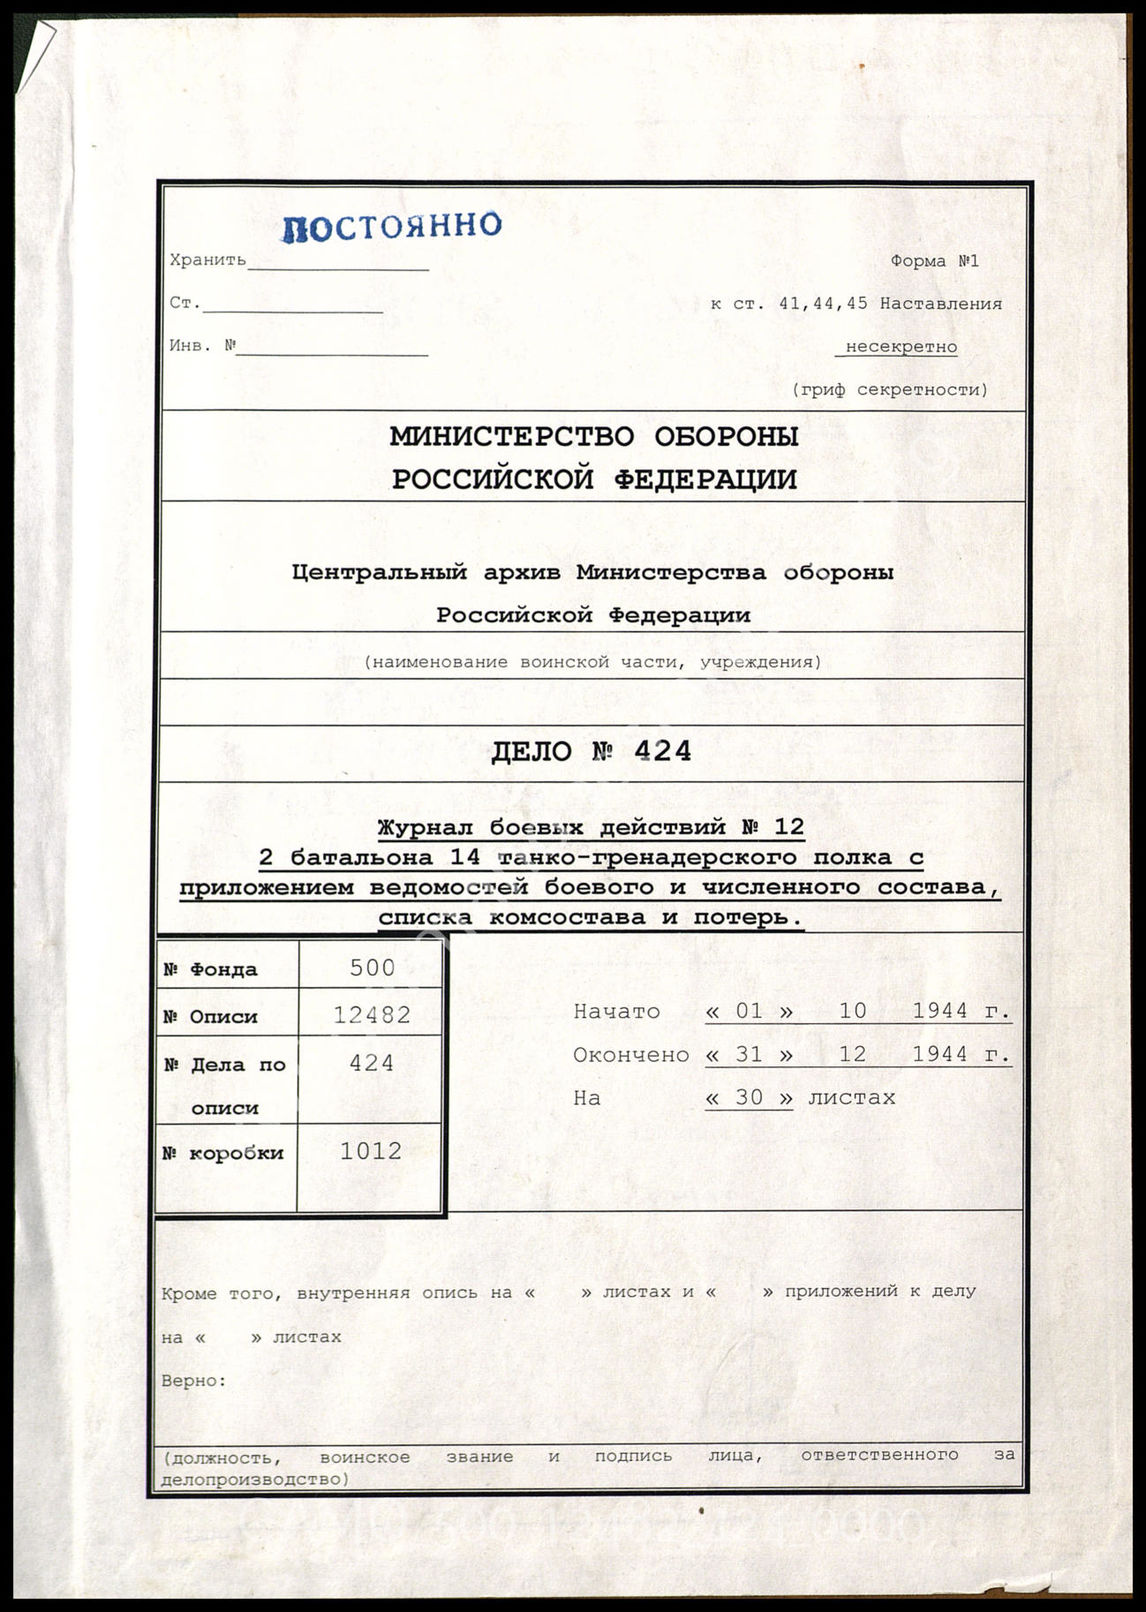 ПОСТОЯННО
Хранить
Форма №1
Ст.
к ст. 41,44,45 Наставления
Инв. №
несекретно
(гриф секретности)
МИНИСТЕРСТВО ОБОРОНЫ
РОССИЙСКОЙ ФЕДЕРАЦИИ
Центральный архив Министерства обороны
Российской Федерации
(наименование воинской части, учреждения)
ДЕЛО № 424
Журнал боевых действий № 12
2 батальона 14 танко-гренадерского полка с
приложением ведомостей боевого и численного состава,
списка комсостава и потерь.
№ Фонда 500
№ Описи 12482
№ Дела по 424
описи
№ коробки 1012
Начато « 01 » 10 1944 г.
Окончено « 31 » 12 1944 г.
На « 30 » листах
Кроме того, внутренняя опись на « » листах и « » приложений к делу
на « » листах
Верно:
(должность, воинское звание и подпись лица, ответственного за
делопроизводство)